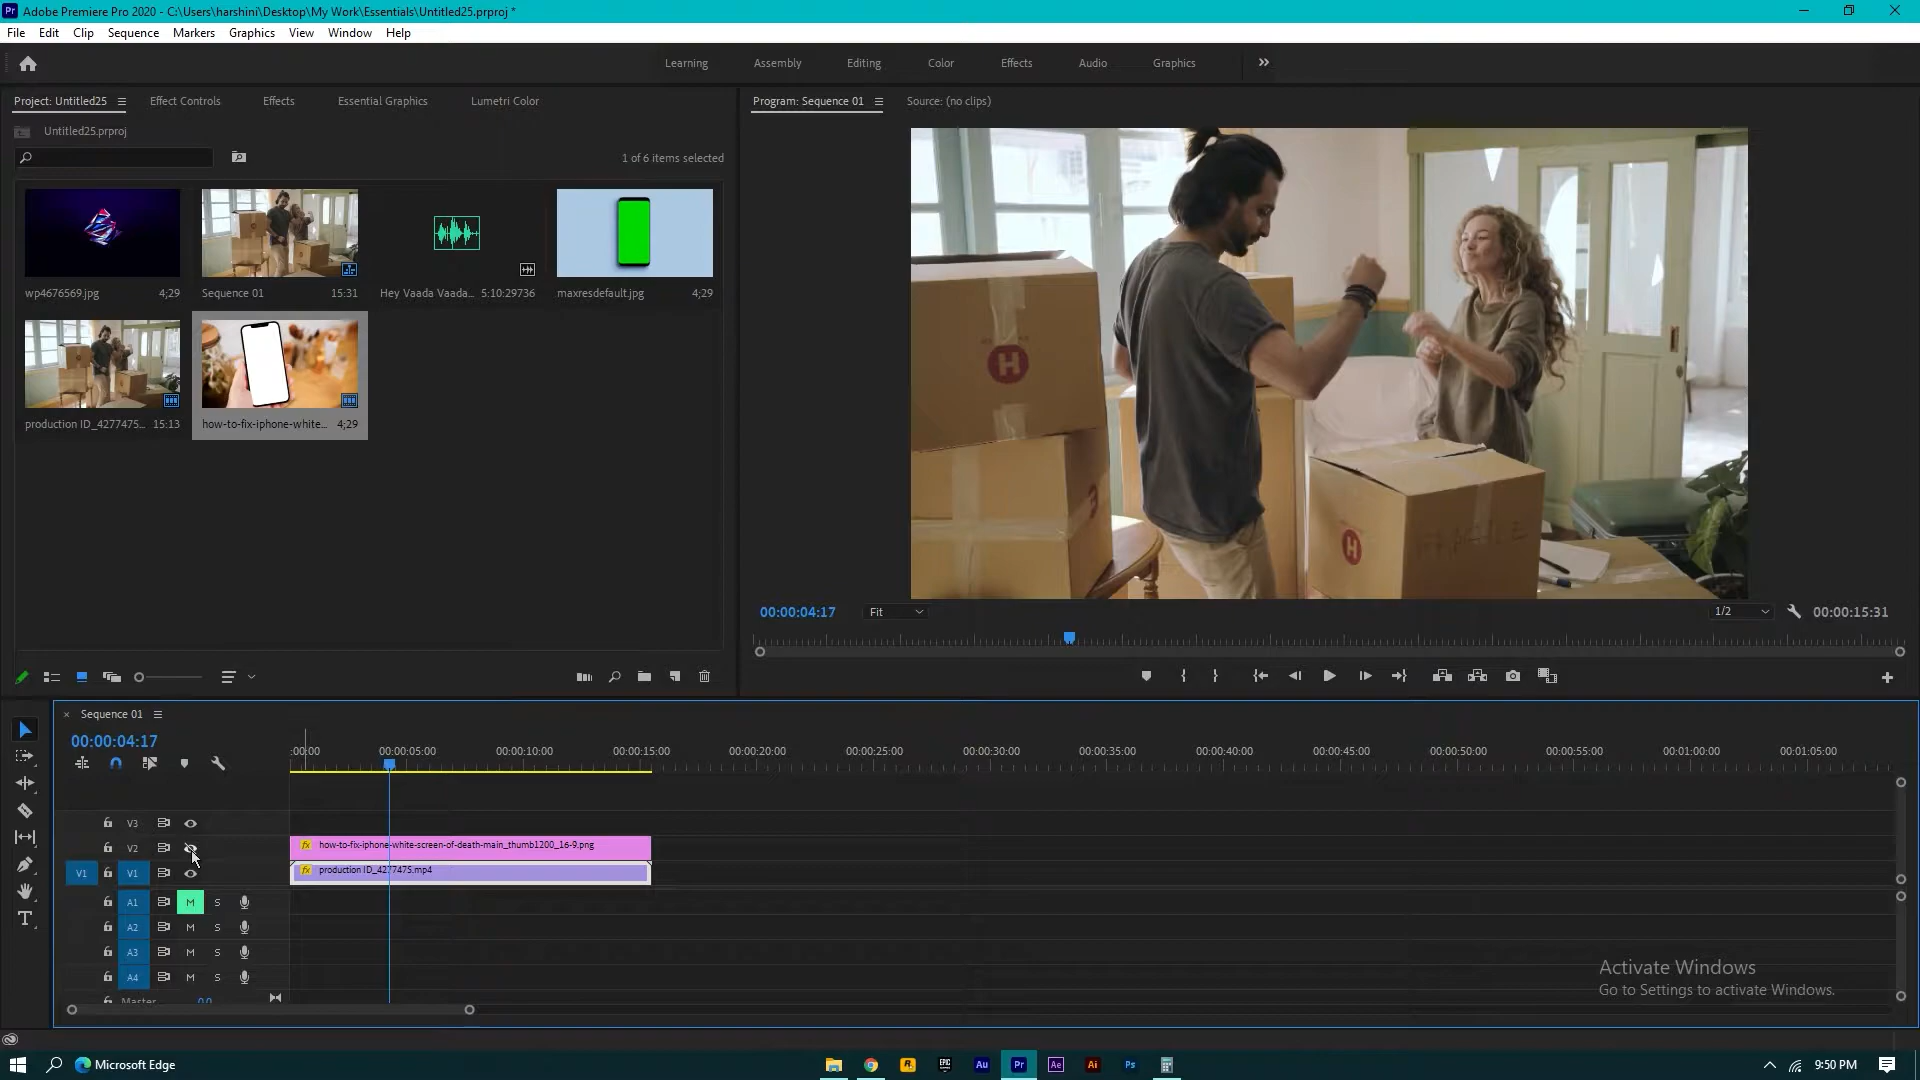 Adobe Premiere Pro 2020 - C:\Users\harshini\Desktop\My Work\Essentials\Untitled25.prproj *
File Edit Clip Sequence Markers Graphics View Window Help
Learning Assembly Editing Color Effects Audio Graphics
Project: Untitled25 Effect Controls Effects Essential Graphics Lumetri Color
Program: Sequence 01 Source: (no clips)
Untitled25.prproj
1 of 6 items selected
wp4676569.jpg 4;29
Sequence 01 15:31
Hey Vaada Vaada... 5:10:29736
maxresdefault.jpg 4;29
production ID_4277475... 15:13
how-to-fix-iphone-white... 4;29
H
H
FRAGILE
00:00:04:17 Fit 1/2 00:00:15:31
Sequence 01
00:00:04:17
:00:00 00:00:05:00 00:00:10:00 00:00:15:00 00:00:20:00 00:00:25:00 00:00:30:00 00:00:35:00 00:00:40:00 00:00:45:00 00:00:50:00 00:00:55:00 00:01:00:00 00:01:05:00
V3
V2 how-to-fix-iphone-white-screen-of-death-main_thumb1200_16-9.png
V1 V1 production ID_4277475.mp4
A1 M S
A2 M S
A3 M S
A4 M S
Master 0.0
Activate Windows
Go to Settings to activate Windows.
Microsoft Edge
EPIC Au Pr Ae Ai Ps
9:50 PM